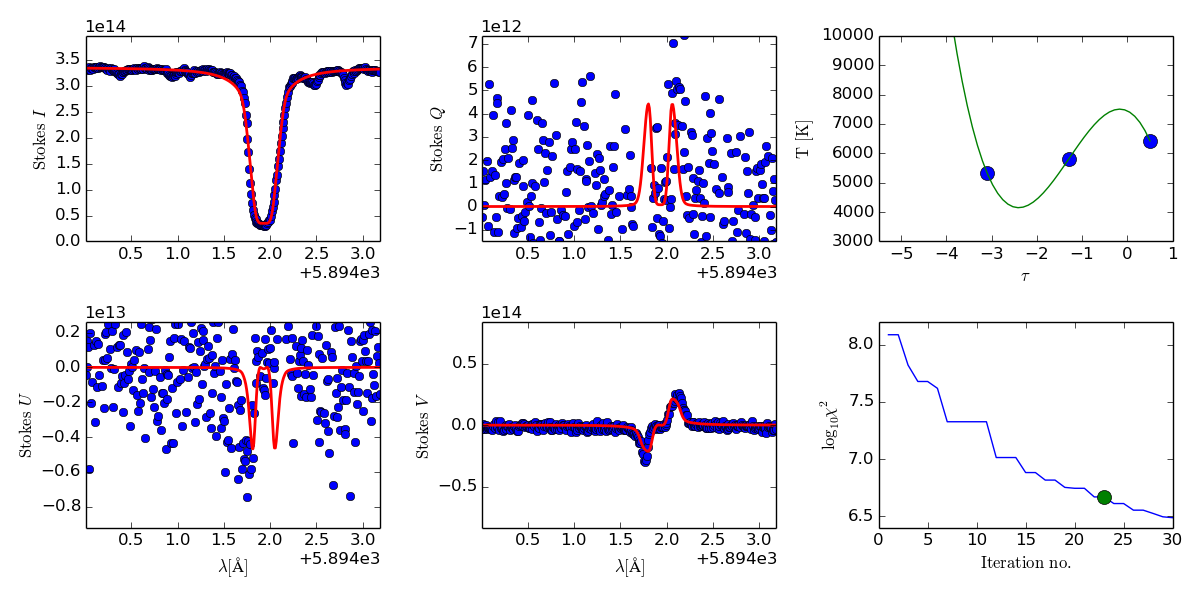 1e14
3.5
3.0
2.5
2.0
1.5
1.0
0.5
0.0
Stokes I
0.5 1.0 1.5 2.0 2.5 3.0
+5.894e3
1e12
7
6
5
4
3
2
1
0
−1
Stokes Q
0.5 1.0 1.5 2.0 2.5 3.0
+5.894e3
10000
9000
8000
7000
6000
5000
4000
3000
T [K]
−5 −4 −3 −2 −1 0 1
τ
1e13
0.2
0.0
−0.2
−0.4
−0.6
−0.8
Stokes U
0.5 1.0 1.5 2.0 2.5 3.0
+5.894e3
λ[Å]
1e14
0.5
0.0
−0.5
Stokes V
0.5 1.0 1.5 2.0 2.5 3.0
+5.894e3
λ[Å]
8.0
7.5
7.0
6.5
log₁₀χ²
0 5 10 15 20 25 30
Iteration no.